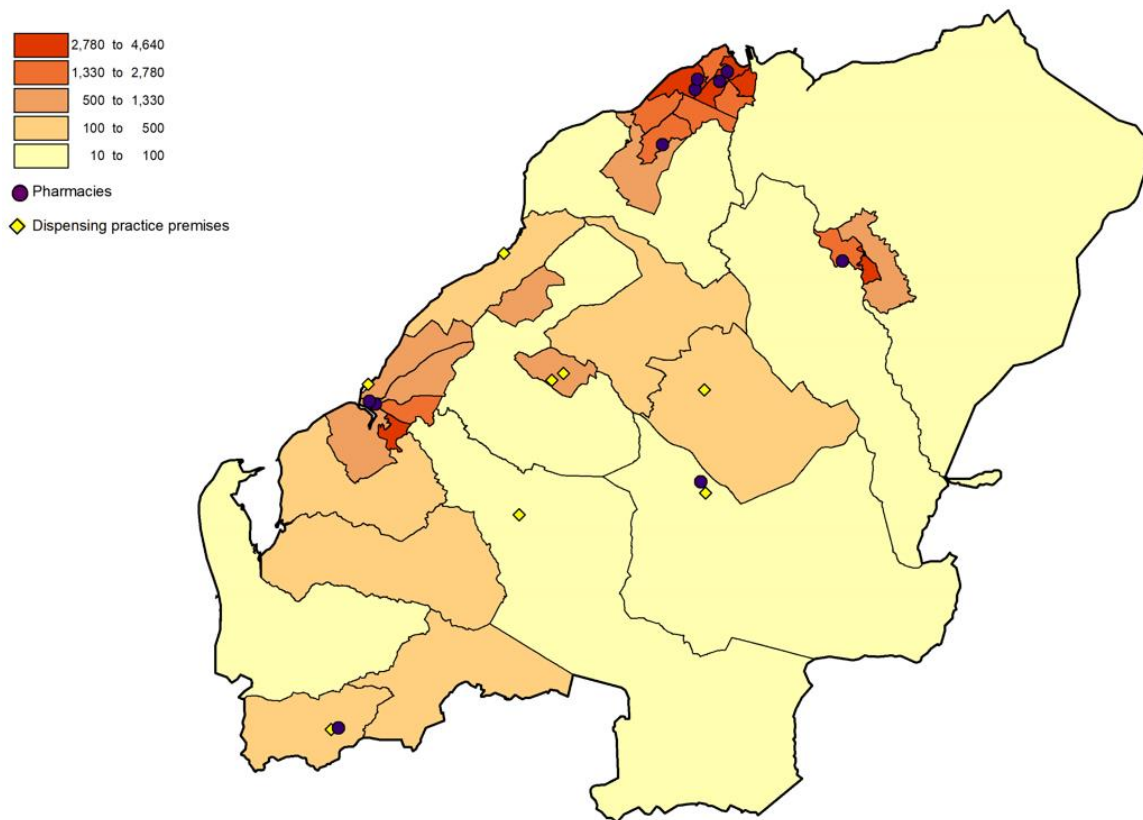 2,780 to 4,640
1,330 to 2,780
500 to 1,330
100 to 500
10 to 100
Pharmacies
Dispensing practice premises